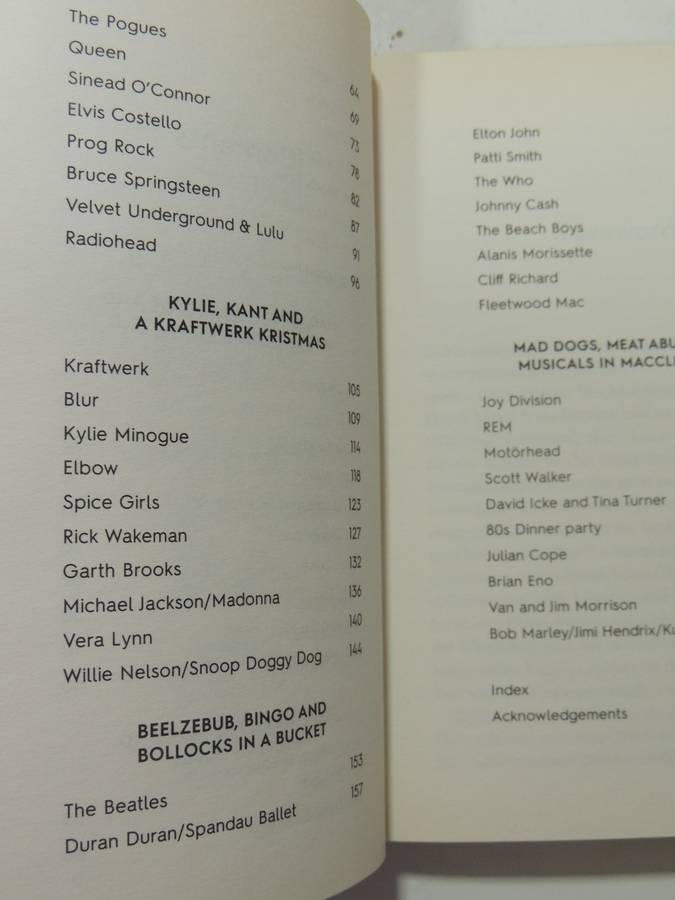 The Pogues 64
Queen 69
Sinead O'Connor 73
Elvis Costello 78
Prog Rock 82
Bruce Springsteen 87
Velvet Underground & Lulu 91
Radiohead 96
KYLIE, KANT AND
A KRAFTWERK KRISTMAS
Kraftwerk 105
Blur 109
Kylie Minogue 114
Elbow 118
Spice Girls 123
Rick Wakeman 127
Garth Brooks 132
Michael Jackson/Madonna 136
Vera Lynn 140
Willie Nelson/Snoop Doggy Dog 144
BEELZEBUB, BINGO AND
BOLLOCKS IN A BUCKET
The Beatles 153
Duran Duran/Spandau Ballet 157
Elton John
Patti Smith
The Who
Johnny Cash
The Beach Boys
Alanis Morissette
Cliff Richard
Fleetwood Mac
MAD DOGS, MEAT ABU
MUSICALS IN MACCL
Joy Division
REM
Motörhead
Scott Walker
David Icke and Tina Turner
80s Dinner party
Julian Cope
Brian Eno
Van and Jim Morrison
Bob Marley/Jimi Hendrix/Ku
Index
Acknowledgements